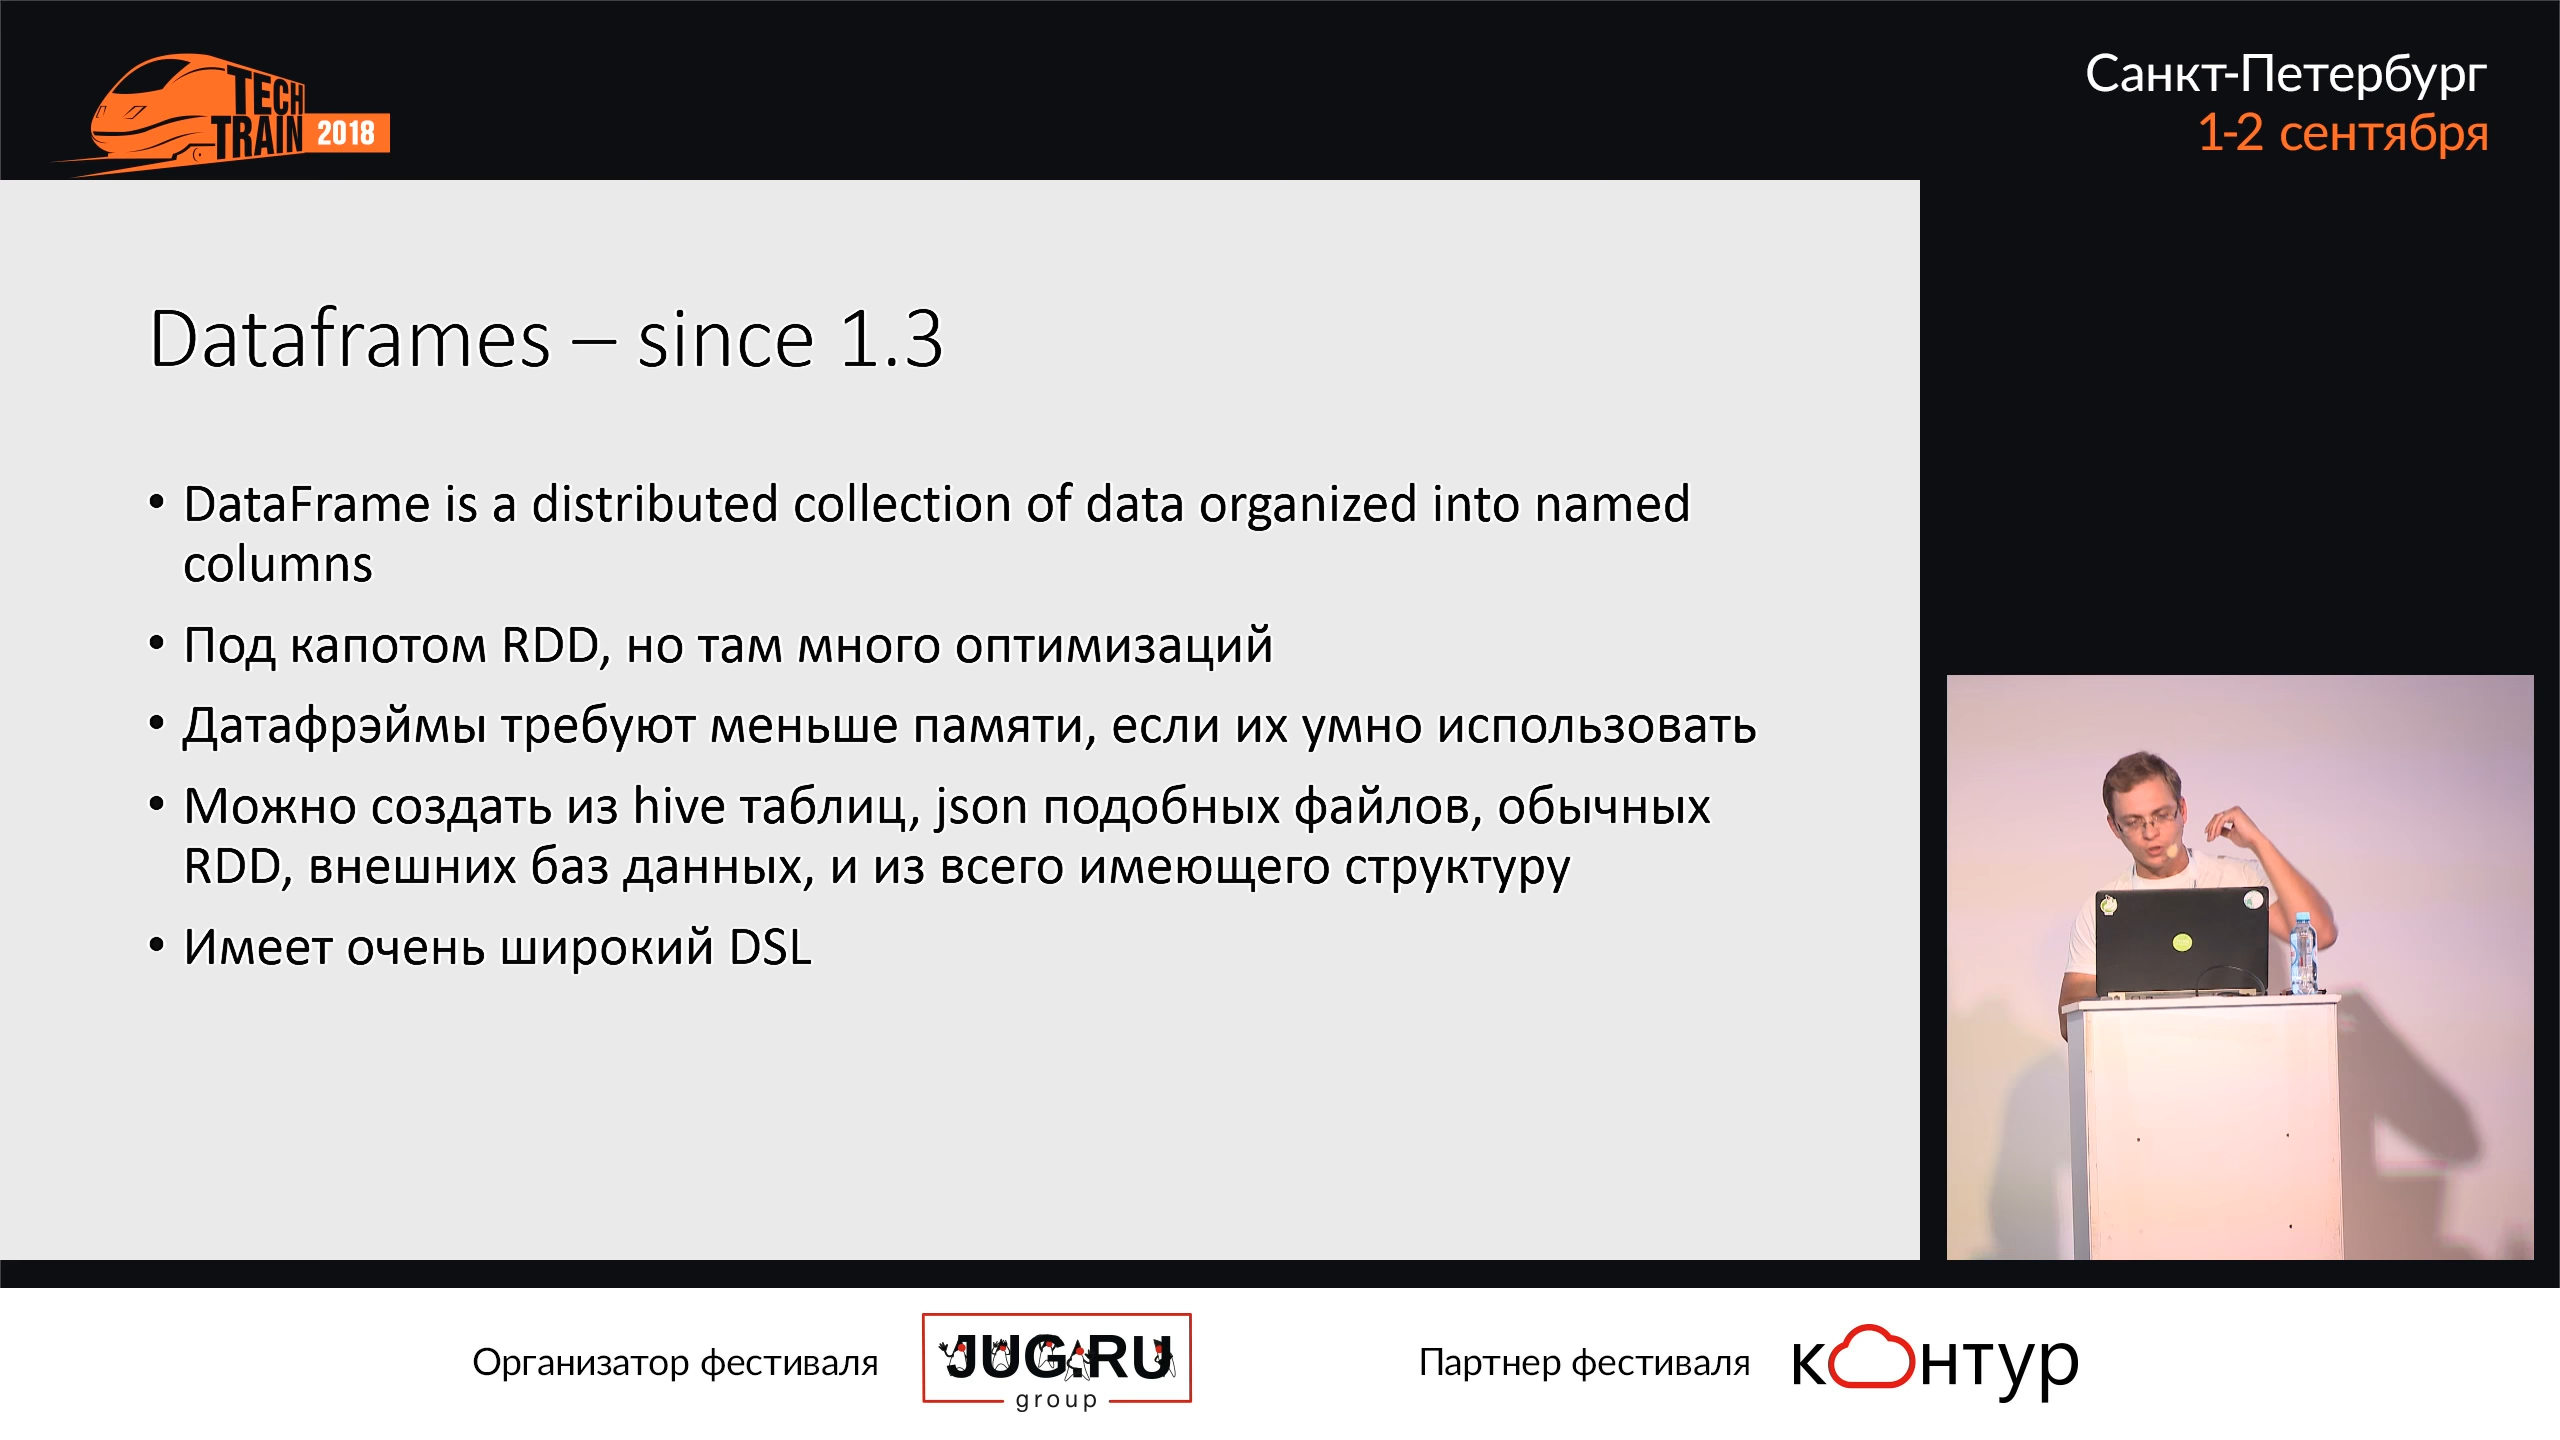 TECH
TRAIN 2018
Санкт-Петербург
1-2 сентября
Dataframes – since 1.3
• DataFrame is a distributed collection of data organized into named
columns
• Под капотом RDD, но там много оптимизаций
• Датафрэймы требуют меньше памяти, если их умно использовать
• Можно создать из hive таблиц, json подобных файлов, обычных
RDD, внешних баз данных, и из всего имеющего структуру
• Имеет очень широкий DSL
Организатор фестиваля
JUG.RU
group
Партнер фестиваля
контур